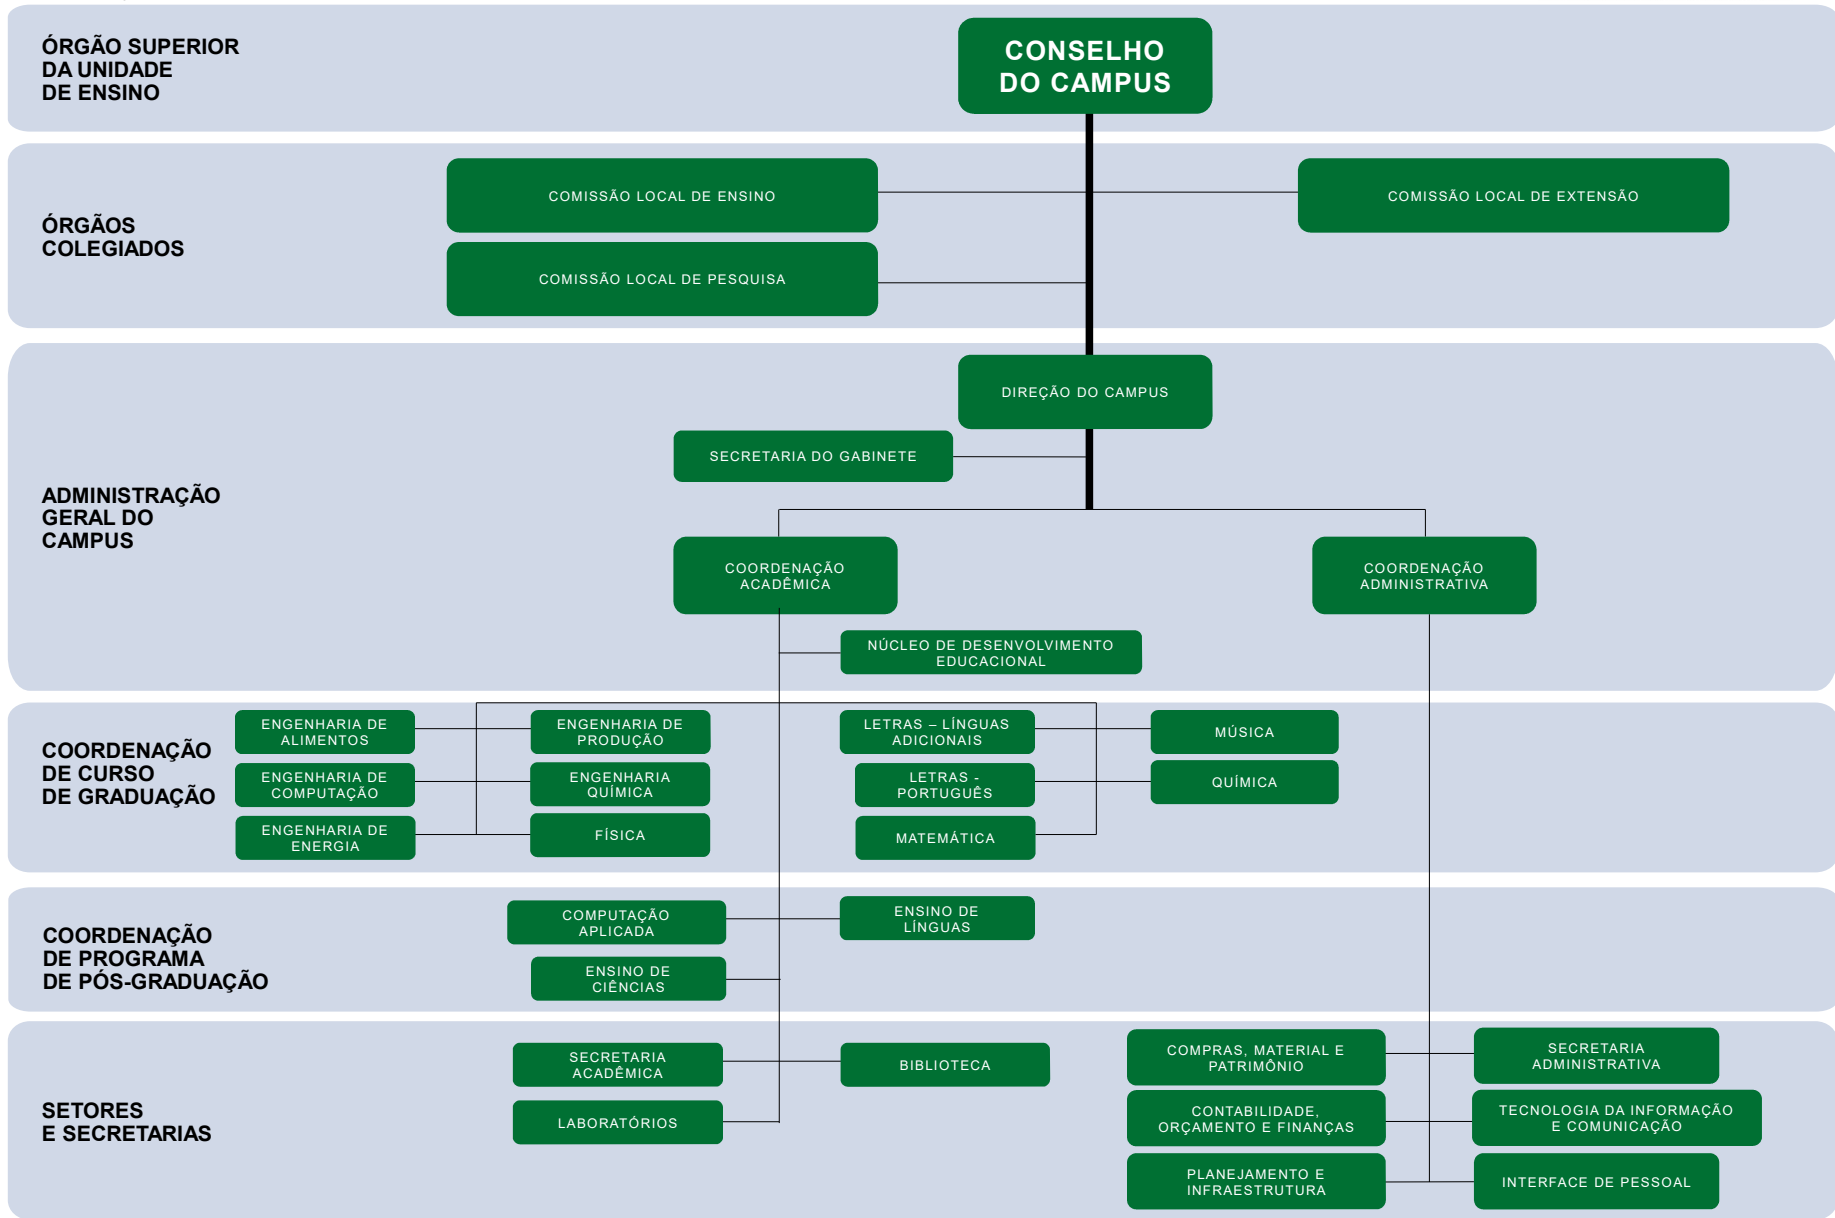 ÓRGÃO SUPERIOR
DA UNIDADE
DE ENSINO
CONSELHO
DO CAMPUS
ÓRGÃOS
COLEGIADOS
COMISSÃO LOCAL DE ENSINO
COMISSÃO LOCAL DE EXTENSÃO
COMISSÃO LOCAL DE PESQUISA
ADMINISTRAÇÃO
GERAL DO
CAMPUS
DIREÇÃO DO CAMPUS
SECRETARIA DO GABINETE
COORDENAÇÃO
ACADÊMICA
COORDENAÇÃO
ADMINISTRATIVA
NÚCLEO DE DESENVOLVIMENTO
EDUCACIONAL
COORDENAÇÃO
DE CURSO
DE GRADUAÇÃO
ENGENHARIA DE
ALIMENTOS
ENGENHARIA DE
PRODUÇÃO
LETRAS – LÍNGUAS
ADICIONAIS
MÚSICA
ENGENHARIA DE
COMPUTAÇÃO
ENGENHARIA
QUÍMICA
LETRAS -
PORTUGUÊS
QUÍMICA
ENGENHARIA DE
ENERGIA
FÍSICA
MATEMÁTICA
COORDENAÇÃO
DE PROGRAMA
DE PÓS-GRADUAÇÃO
COMPUTAÇÃO
APLICADA
ENSINO DE
LÍNGUAS
ENSINO DE
CIÊNCIAS
SETORES
E SECRETARIAS
SECRETARIA
ACADÊMICA
BIBLIOTECA
LABORATÓRIOS
COMPRAS, MATERIAL E
PATRIMÔNIO
SECRETARIA
ADMINISTRATIVA
CONTABILIDADE,
ORÇAMENTO E FINANÇAS
TECNOLOGIA DA INFORMAÇÃO
E COMUNICAÇÃO
PLANEJAMENTO E
INFRAESTRUTURA
INTERFACE DE PESSOAL